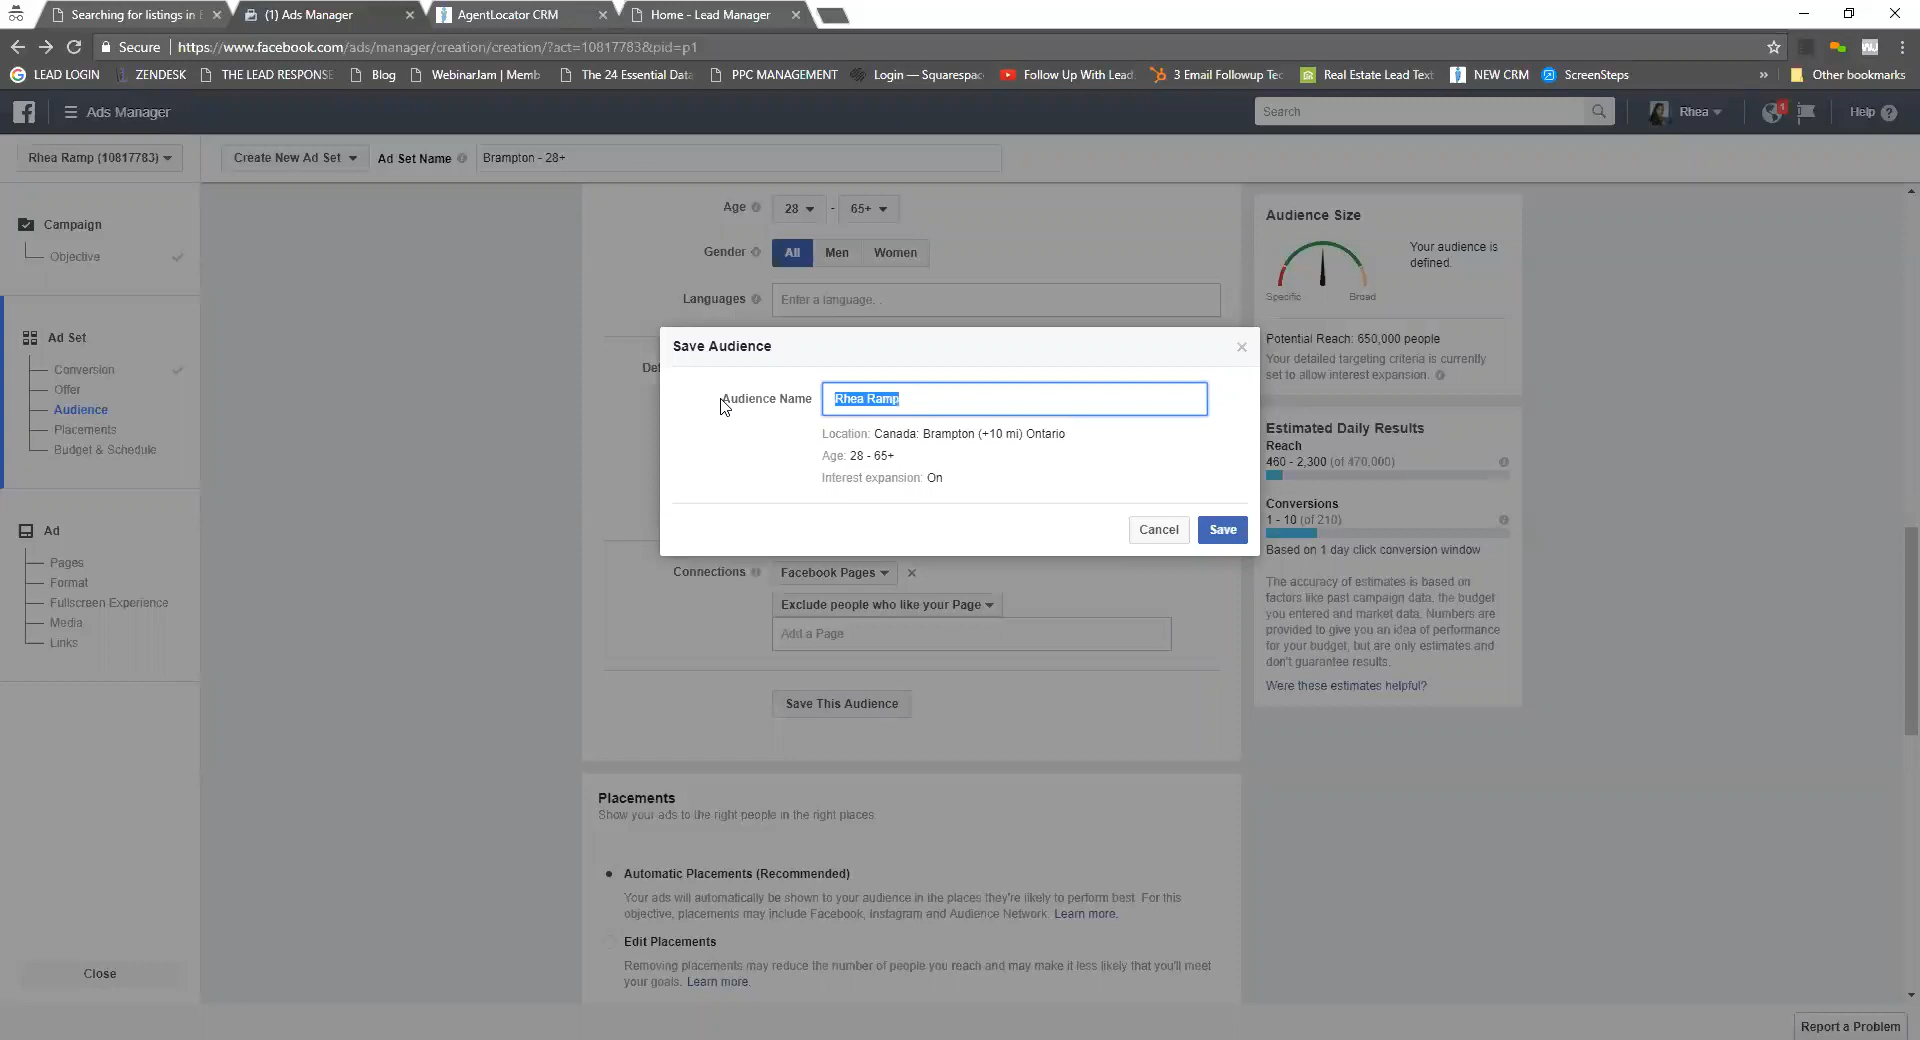 Searching for listings in
(1) Ads Manager
AgentLocator CRM
Home - Lead Manager
Secure
https://www.facebook.com/ads/manager/creation/creation/?act=10817783&pid=p1
LEAD LOGIN
ZENDESK
THE LEAD RESPONSE
Blog
WebinarJam | Memb
The 24 Essential Data
PPC MANAGEMENT
Login — Squarespac
Follow Up With Lead
3 Email Followup Tec
Real Estate Lead Text
NEW CRM
ScreenSteps
»
Other bookmarks
Ads Manager
Search
Rhea
1
Help
Rhea Ramp (10817783)
Create New Ad Set
Ad Set Name
Brampton - 28+
Campaign
Objective
Ad Set
Conversion
Offer
Audience
Placements
Budget & Schedule
Ad
Pages
Format
Fullscreen Experience
Media
Links
Close
Age
28
-
65+
Gender
All
Men
Women
Languages
Enter a language...
Save Audience
Audience Name
Rhea Ramp
Location: Canada: Brampton (+10 mi) Ontario
Age: 28 - 65+
Interest expansion: On
Cancel
Save
Connections
Facebook Pages
Exclude people who like your Page
Add a Page
Save This Audience
Placements
Show your ads to the right people in the right places.
Automatic Placements (Recommended)
Your ads will automatically be shown to your audience in the places they're likely to perform best. For this
objective, placements may include Facebook, Instagram and Audience Network. Learn more.
Edit Placements
Removing placements may reduce the number of people you reach and may make it less likely that you'll meet
your goals. Learn more.
Audience Size
Your audience is
defined.
Specific
Broad
Potential Reach: 650,000 people
Your detailed targeting criteria is currently
set to allow interest expansion.
Estimated Daily Results
Reach
460 - 2,300 (of 470,000)
Conversions
1 - 10 (of 210)
Based on 1 day click conversion window
The accuracy of estimates is based on
factors like past campaign data, the budget
you entered and market data. Numbers are
provided to give you an idea of performance
for your budget, but are only estimates and
don't guarantee results.
Were these estimates helpful?
Report a Problem